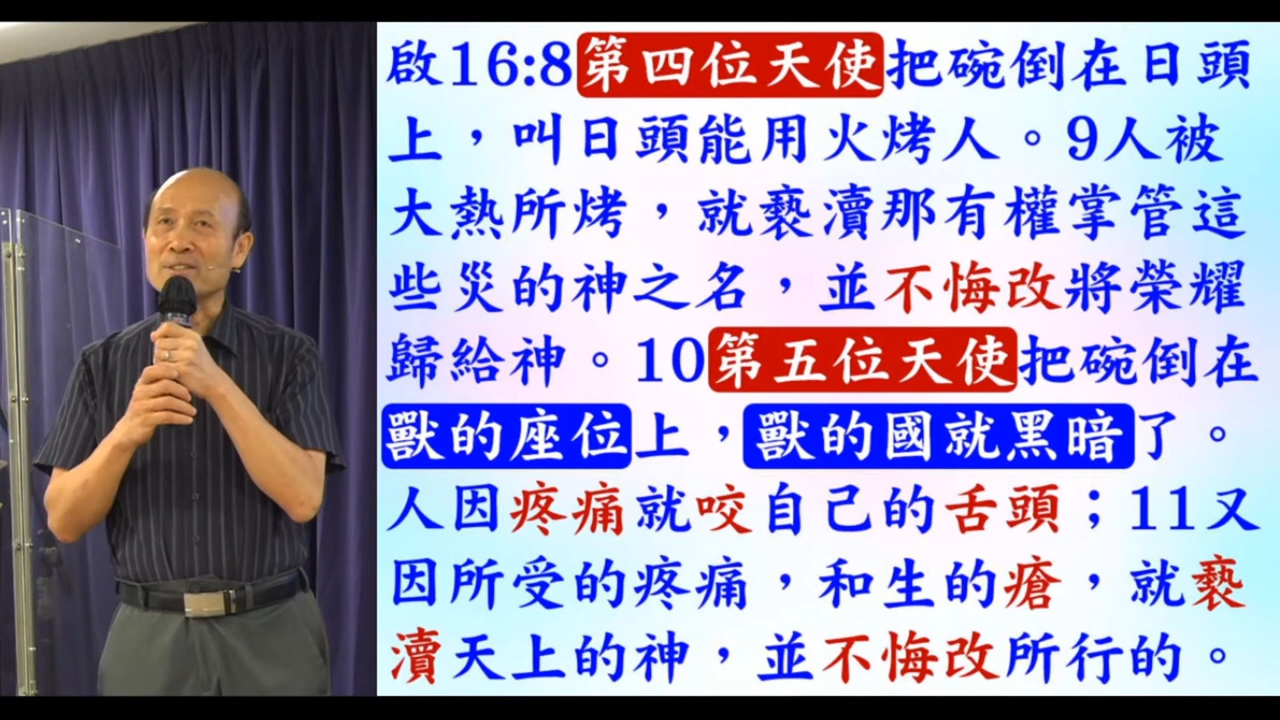 啟16:8第四位天使把碗倒在日頭
上，叫日頭能用火烤人。9人被
大熱所烤，就褻瀆那有權掌管這
些災的神之名，並不悔改將榮耀
歸給神。10第五位天使把碗倒在
獸的座位上，獸的國就黑暗了。
人因疼痛就咬自己的舌頭；11又
因所受的疼痛，和生的瘡，就褻
瀆天上的神，並不悔改所行的。